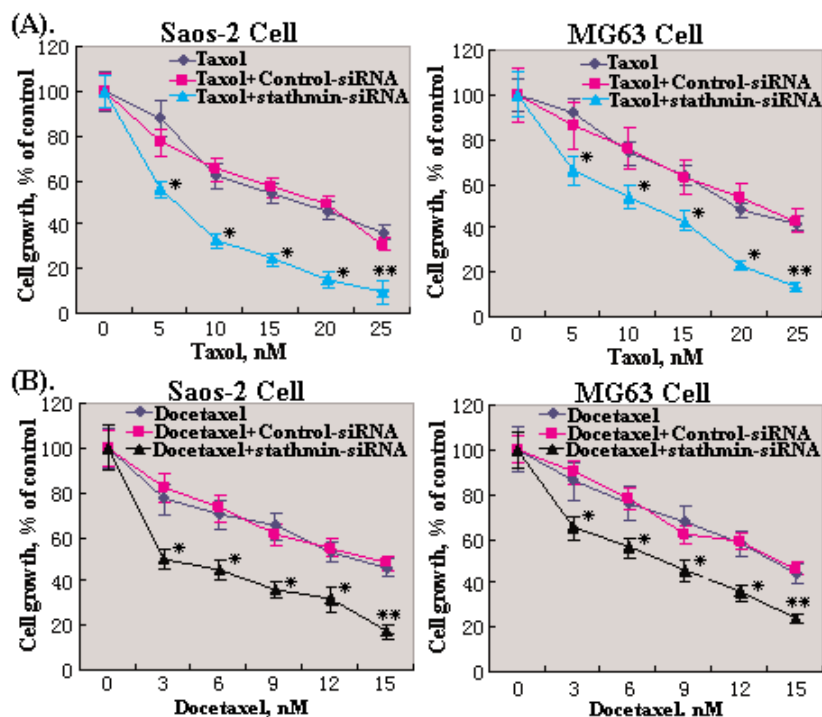 (A).
Saos-2 Cell
Cell growth, % of control
120
100
80
60
40
20
0
Taxol
Taxol+Control-siRNA
Taxol+stathmin-siRNA
*
*
*
*
**
0 5 10 15 20 25
Taxol, nM
MG63 Cell
Cell growth, % of control
120
100
80
60
40
20
0
Taxol
Taxol+Control-siRNA
Taxol+stathmin-siRNA
*
*
*
*
**
0 5 10 15 20 25
Taxol, nM
(B).
Saos-2 Cell
Cell growth, % of control
120
100
80
60
40
20
0
Docetaxel
Docetaxel+Control-siRNA
Docetaxel+stathmin-siRNA
*
*
*
*
**
0 3 6 9 12 15
Docetaxel, nM
MG63 Cell
Cell growth, % of control
120
100
80
60
40
20
0
Docetaxel
Docetaxel+Control-siRNA
Docetaxel+stathmin-siRNA
*
*
*
*
**
0 3 6 9 12 15
Docetaxel, nM